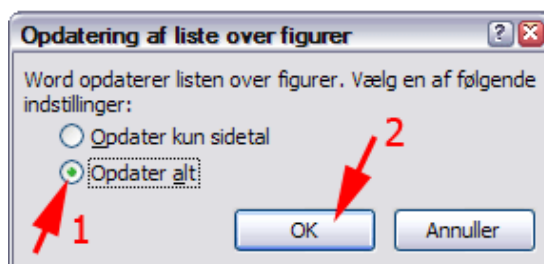 Opdatering af liste over figurer
Word opdaterer listen over figurer. Vælg en af følgende
indstillinger:
Opdater kun sidetal
2
Opdater alt
1
OK
Annuller